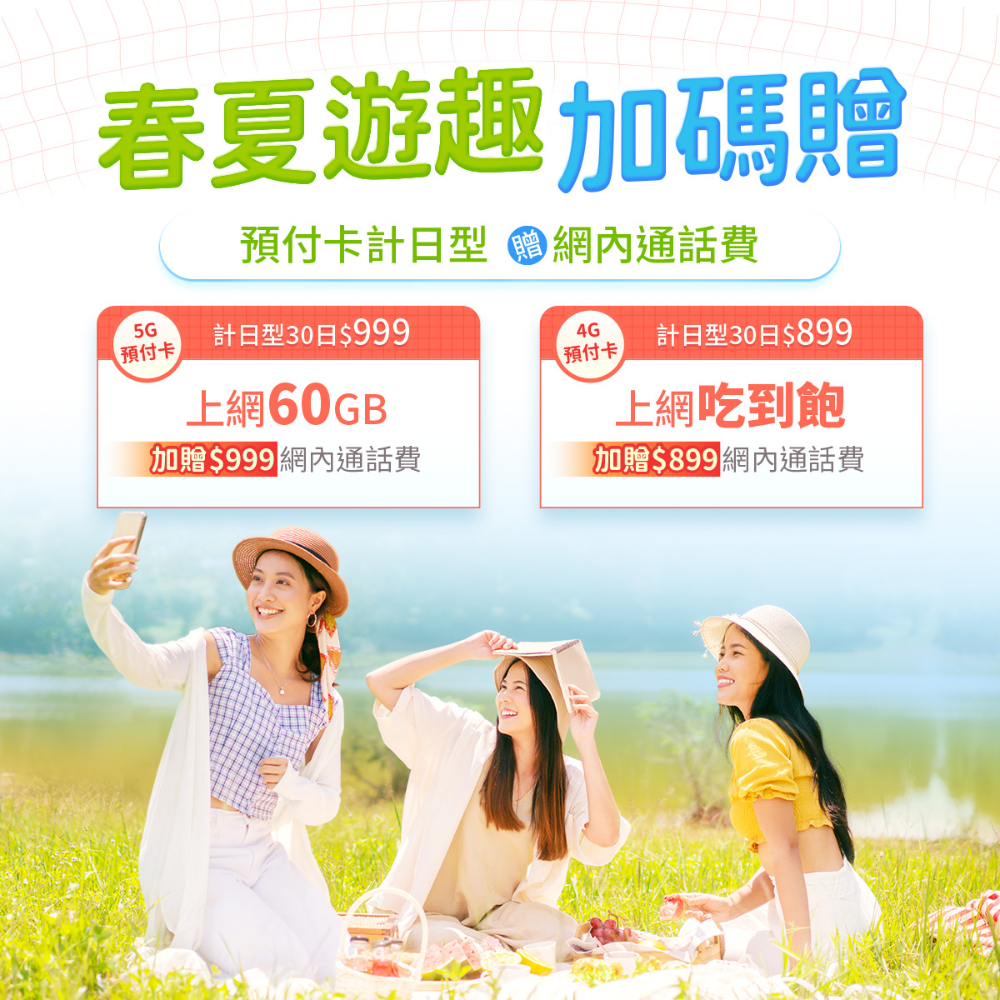 春夏遊趣加碼贈
預付卡計日型 贈 網內通話費
5G
預付卡
計日型30日$999
上網60GB
加贈$999網內通話費
4G
預付卡
計日型30日$899
上網吃到飽
加贈$899網內通話費